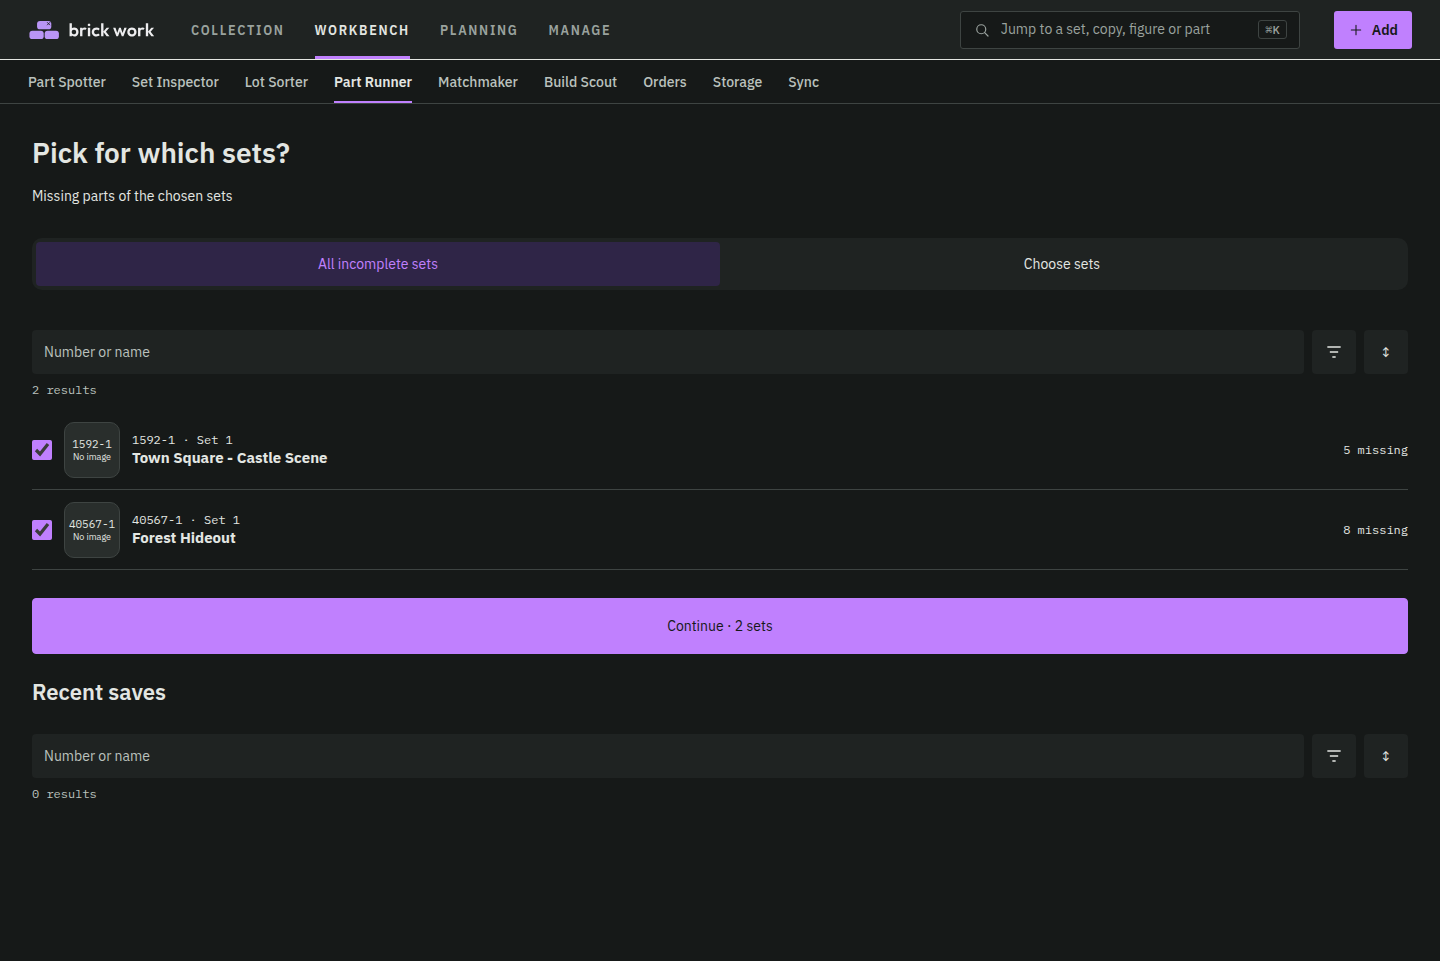 brick work
COLLECTION
WORKBENCH
PLANNING
MANAGE
Jump to a set, copy, figure or part
⌘K
+ Add
Part Spotter
Set Inspector
Lot Sorter
Part Runner
Matchmaker
Build Scout
Orders
Storage
Sync
Pick for which sets?
Missing parts of the chosen sets
All incomplete sets
Choose sets
Number or name
2 results
1592-1
No image
1592-1 · Set 1
Town Square - Castle Scene
5 missing
40567-1
No image
40567-1 · Set 1
Forest Hideout
8 missing
Continue · 2 sets
Recent saves
Number or name
0 results